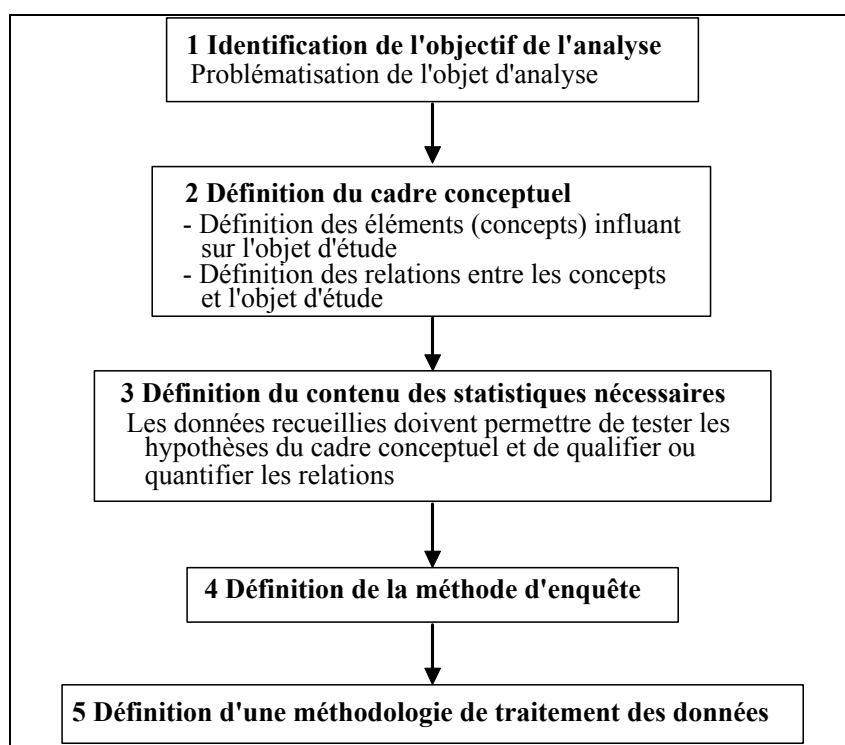 1 Identification de l'objectif de l'analyse
Problématisation de l'objet d'analyse
2 Définition du cadre conceptuel
- Définition des éléments (concepts) influant
sur l'objet d'étude
- Définition des relations entre les concepts
et l'objet d'étude
3 Définition du contenu des statistiques nécessaires
Les données recueillies doivent permettre de tester les
hypothèses du cadre conceptuel et de qualifier ou
quantifier les relations
4 Définition de la méthode d'enquête
5 Définition d'une méthodologie de traitement des données